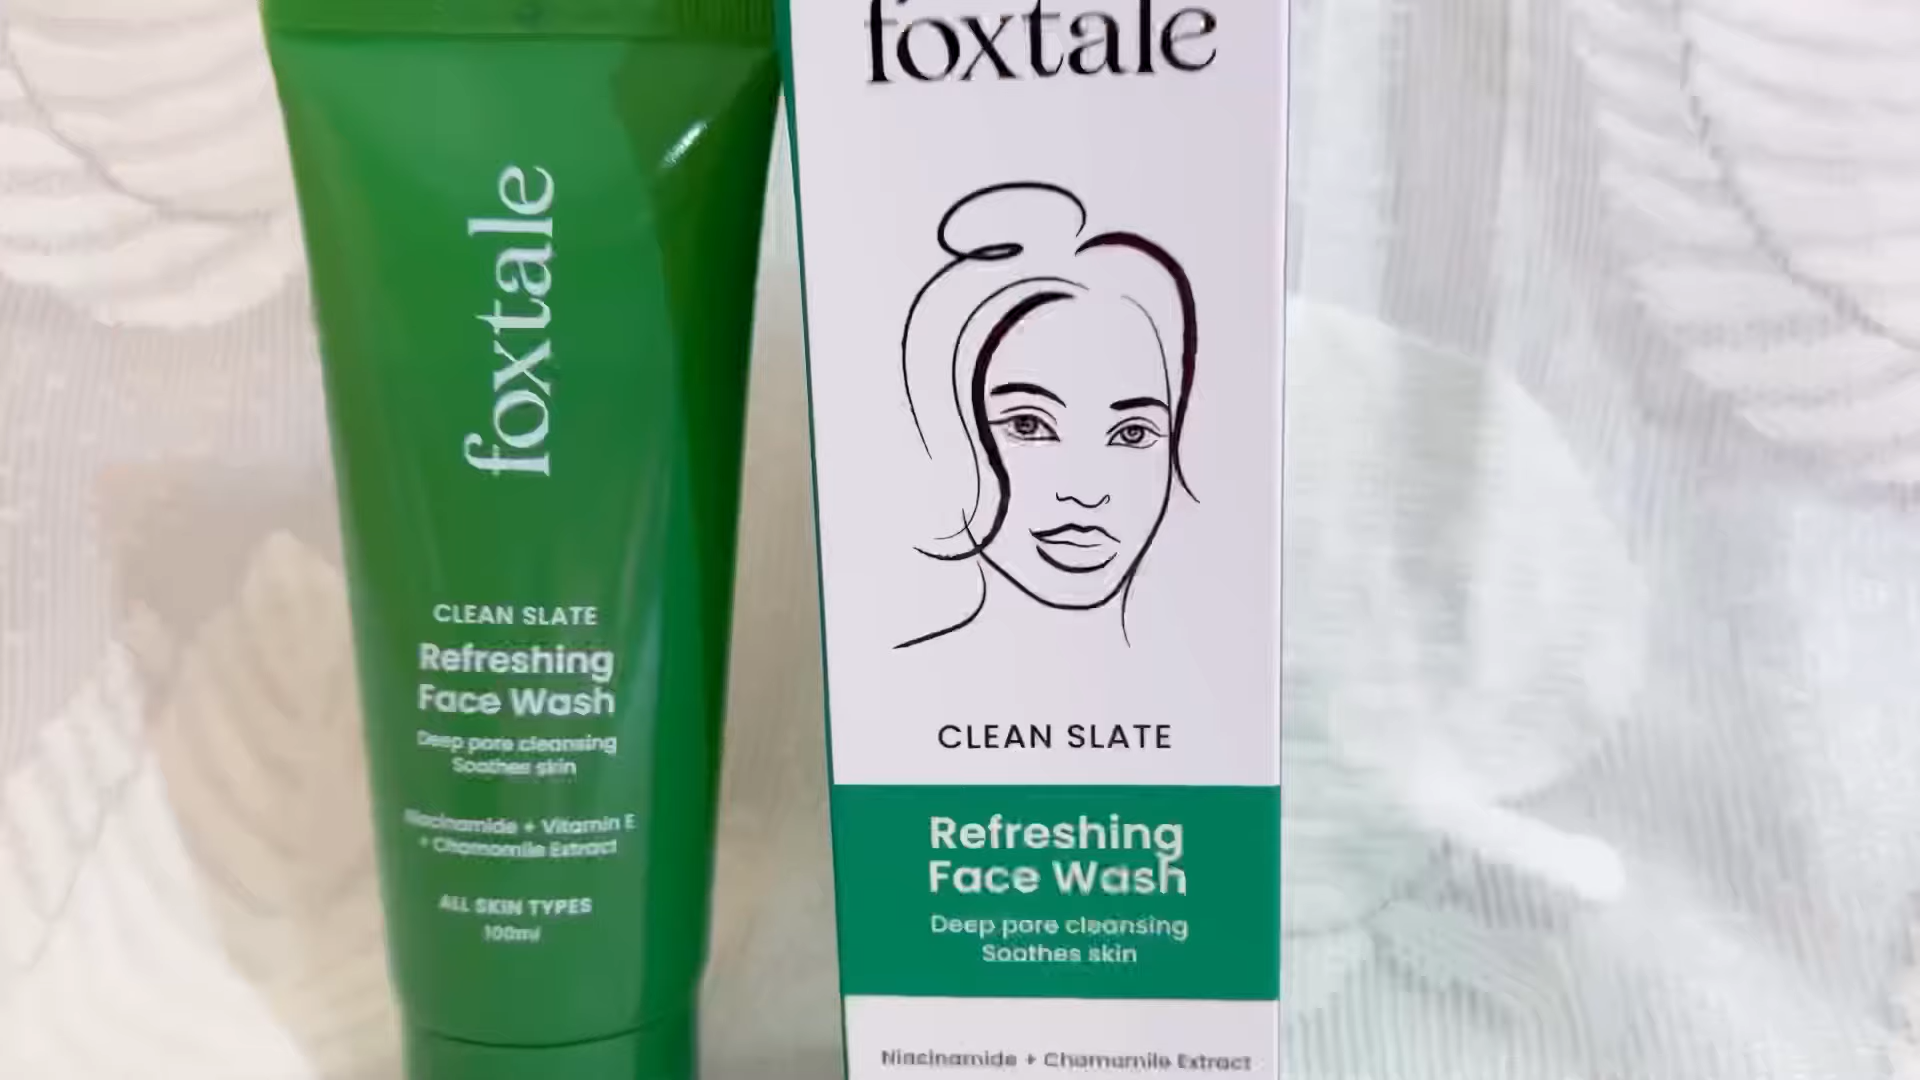 foxtale
CLEAN SLATE
Refreshing
Face Wash
Deep pore cleansing
Soothes skin
Niacinamide + Vitamin E
+ Chamomile Extract
ALL SKIN TYPES
100ml
foxtale
CLEAN SLATE
Refreshing
Face Wash
Deep pore cleansing
Soothes skin
Niacinamide + Chamomile Extract